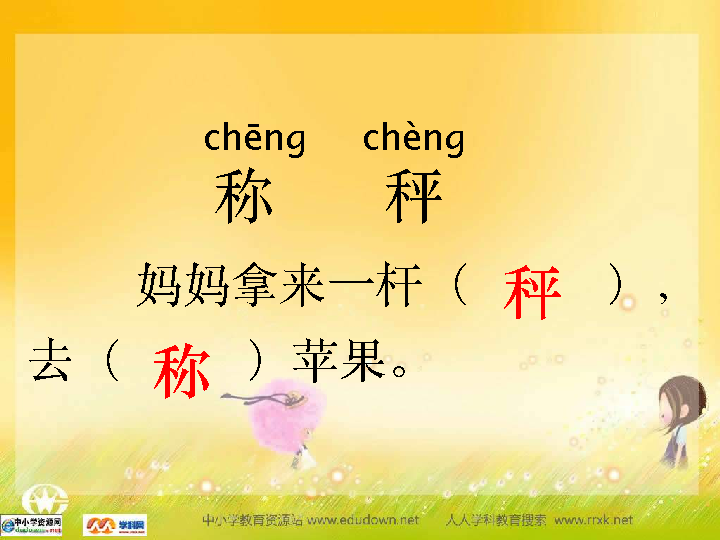 chēng chèng
称 秤
妈妈拿来一杆（ 秤 ），
去（ 称 ）苹果。
中小学资源网 学科网 中小学教育资源站 www.edudown.net 人人学科教育搜索 www.rrxk.net